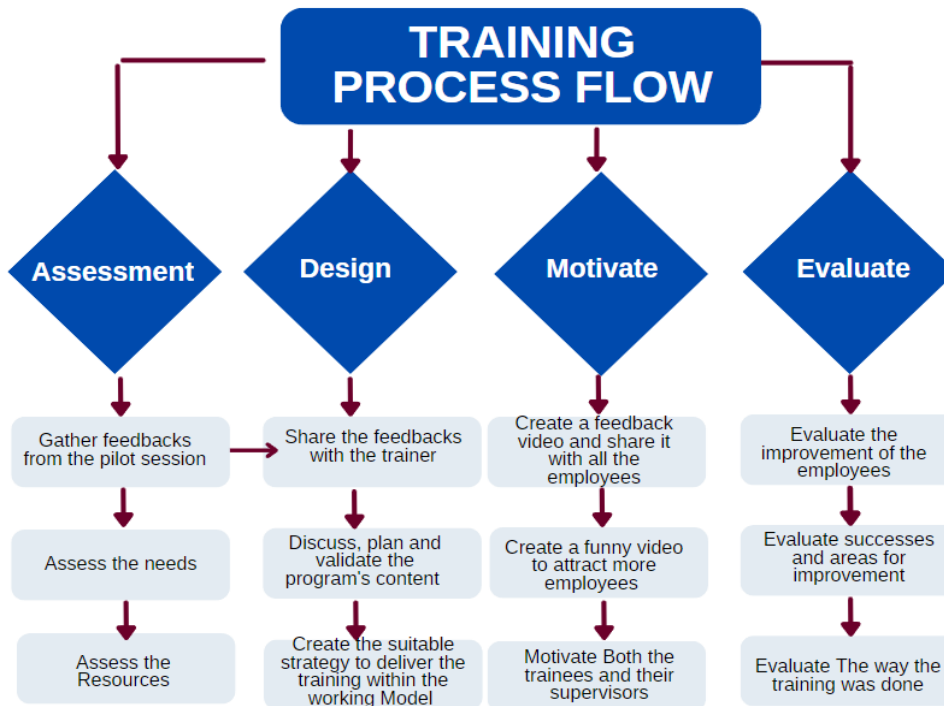 TRAINING
PROCESS FLOW
Assessment
Design
Motivate
Evaluate
Gather feedbacks
from the pilot session
Share the feedbacks
with the trainer
Create a feedback
video and share it
with all the
employees
Evaluate the
improvement of the
employees
Assess the needs
Discuss, plan and
validate the
program's content
Create a funny video
to attract more
employees
Evaluate successes
and areas for
improvement
Assess the
Resources
Create the suitable
strategy to deliver the
training within the
working Model
Motivate Both the
trainees and their
supervisors
Evaluate The way the
training was done